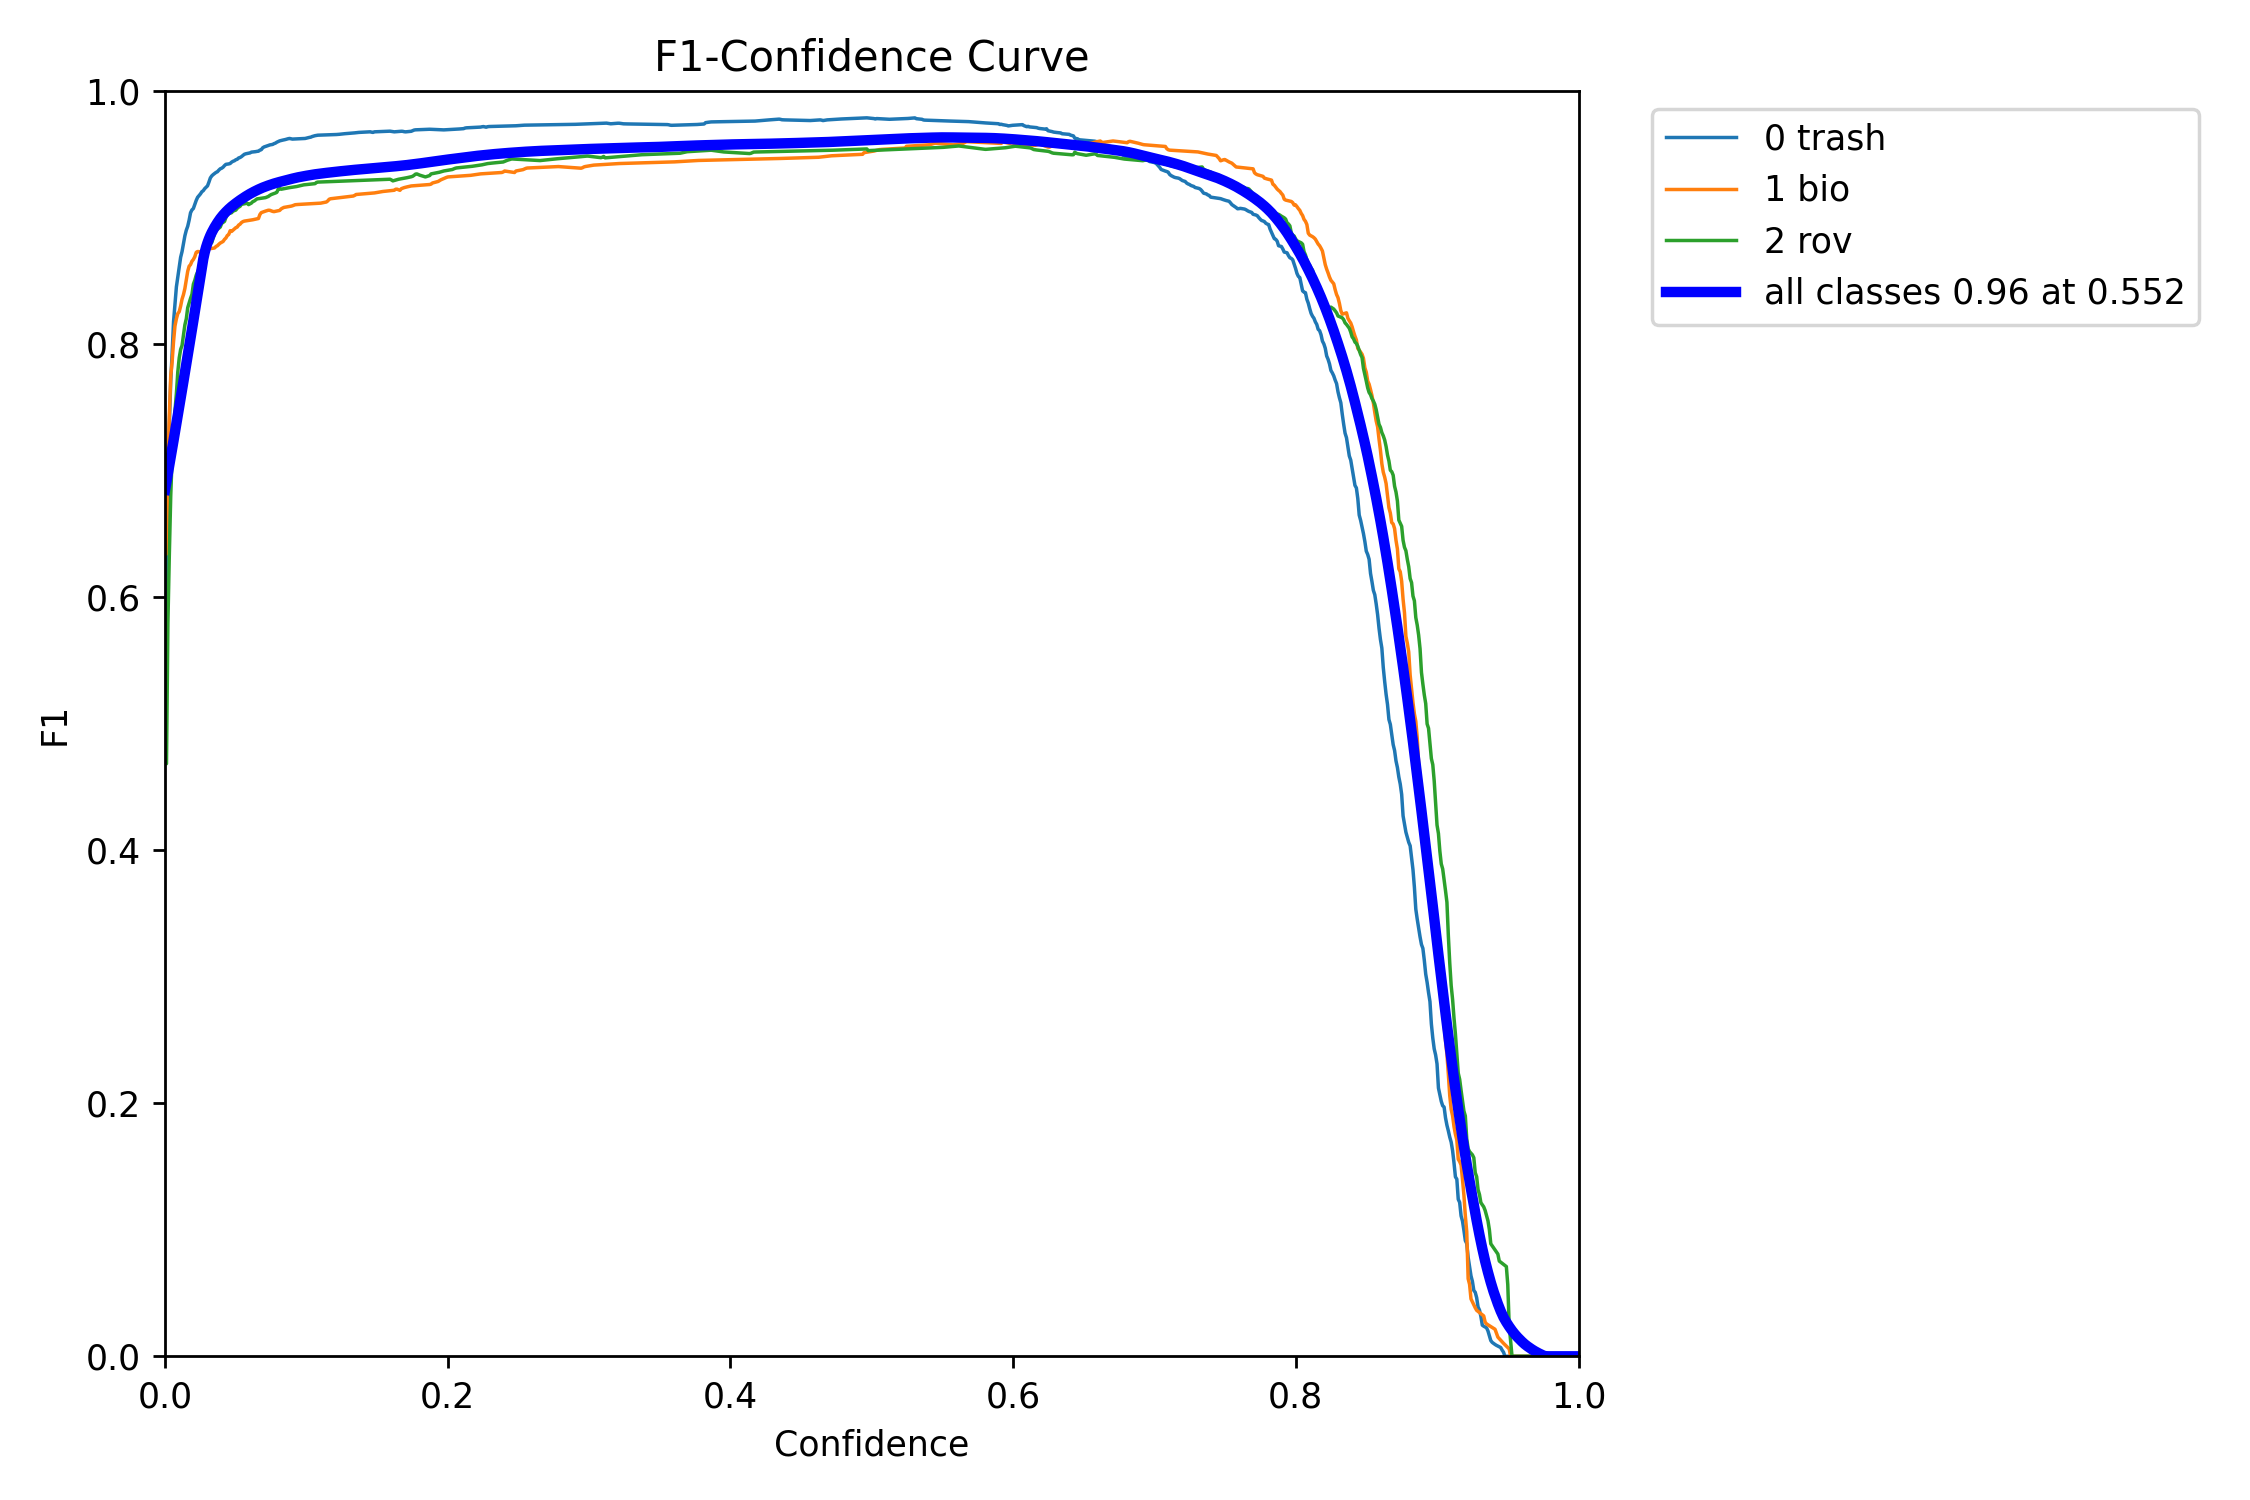 F1-Confidence Curve
1.0
0.8
0.6
0.4
0.2
0.0
F1
0.0 0.2 0.4 0.6 0.8 1.0
Confidence
0 trash
1 bio
2 rov
all classes 0.96 at 0.552